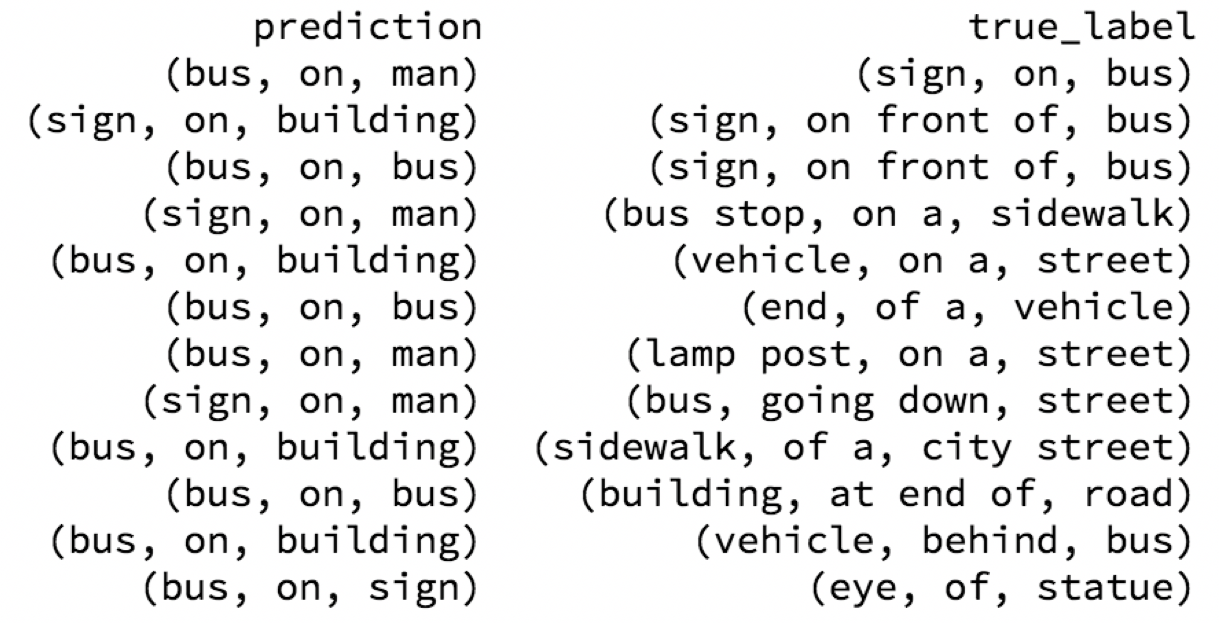 prediction true_label
(bus, on, man) (sign, on, bus)
(sign, on, building) (sign, on front of, bus)
(bus, on, bus) (sign, on front of, bus)
(sign, on, man) (bus stop, on a, sidewalk)
(bus, on, building) (vehicle, on a, street)
(bus, on, bus) (end, of a, vehicle)
(bus, on, man) (lamp post, on a, street)
(sign, on, man) (bus, going down, street)
(bus, on, building) (sidewalk, of a, city street)
(bus, on, bus) (building, at end of, road)
(bus, on, building) (vehicle, behind, bus)
(bus, on, sign) (eye, of, statue)